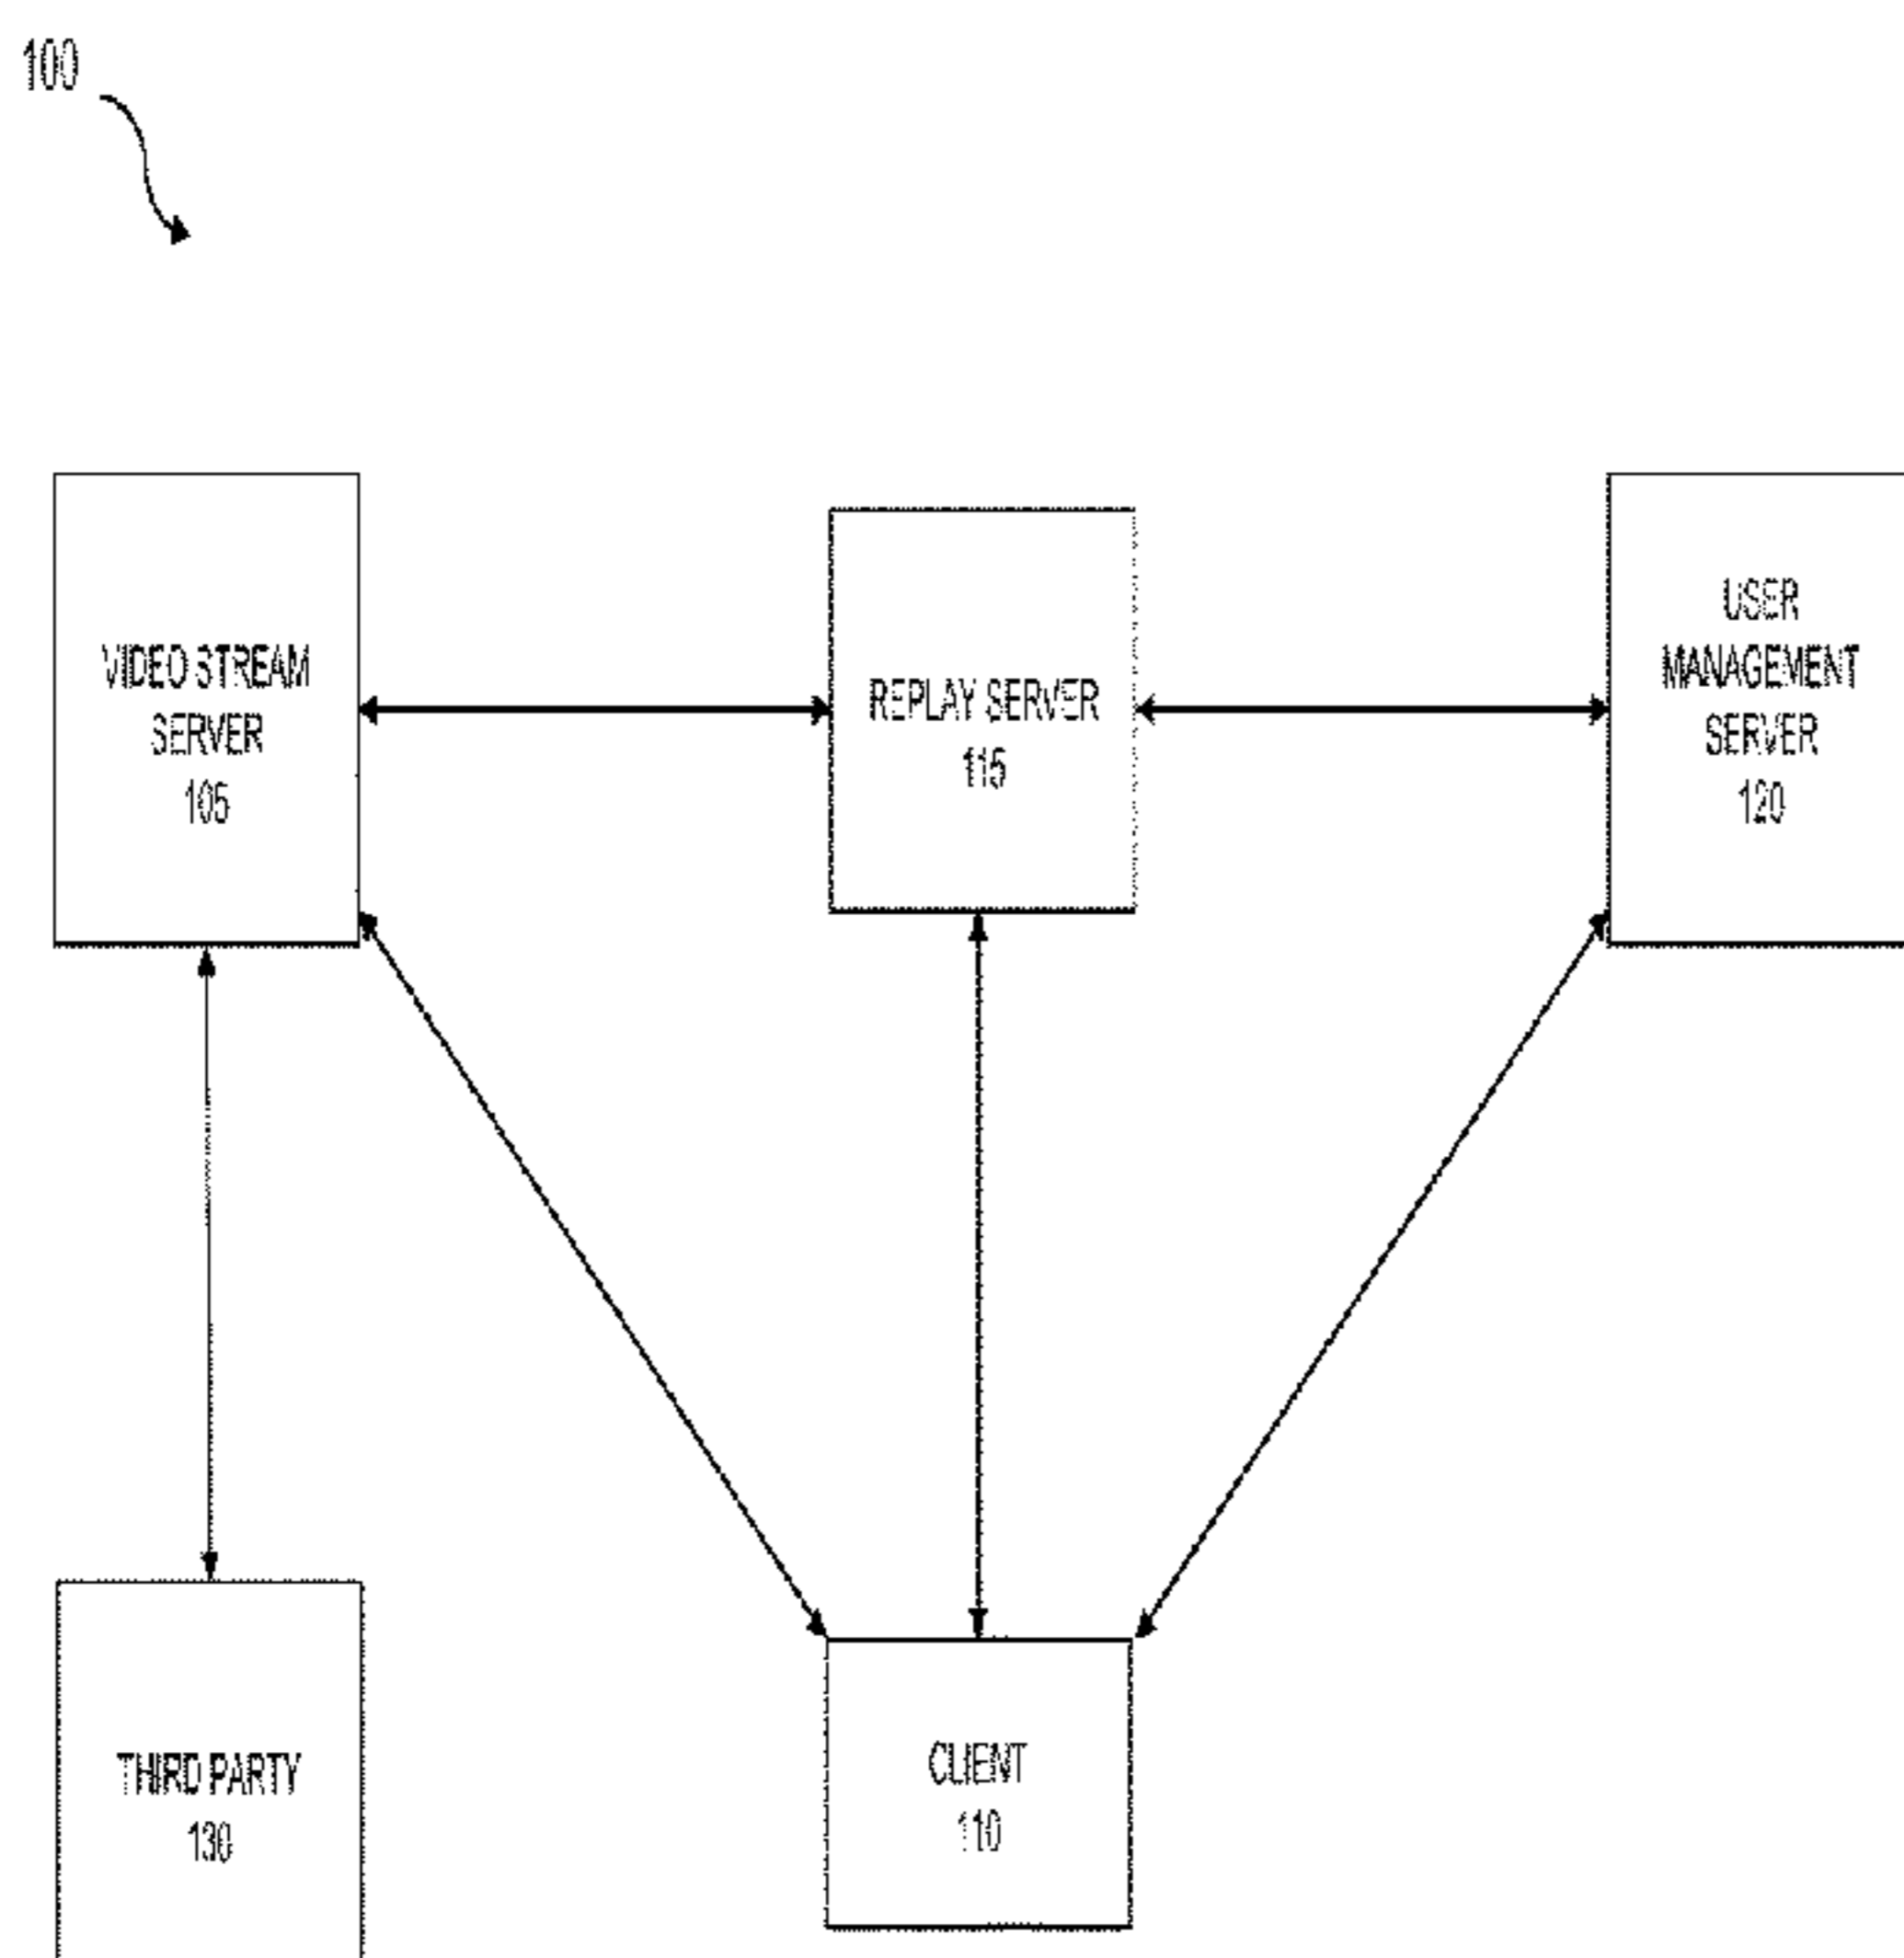 100
VIDEO STREAM
SERVER
105
REPLAY SERVER
115
USER
MANAGEMENT
SERVER
120
THIRD PARTY
130
CLIENT
110